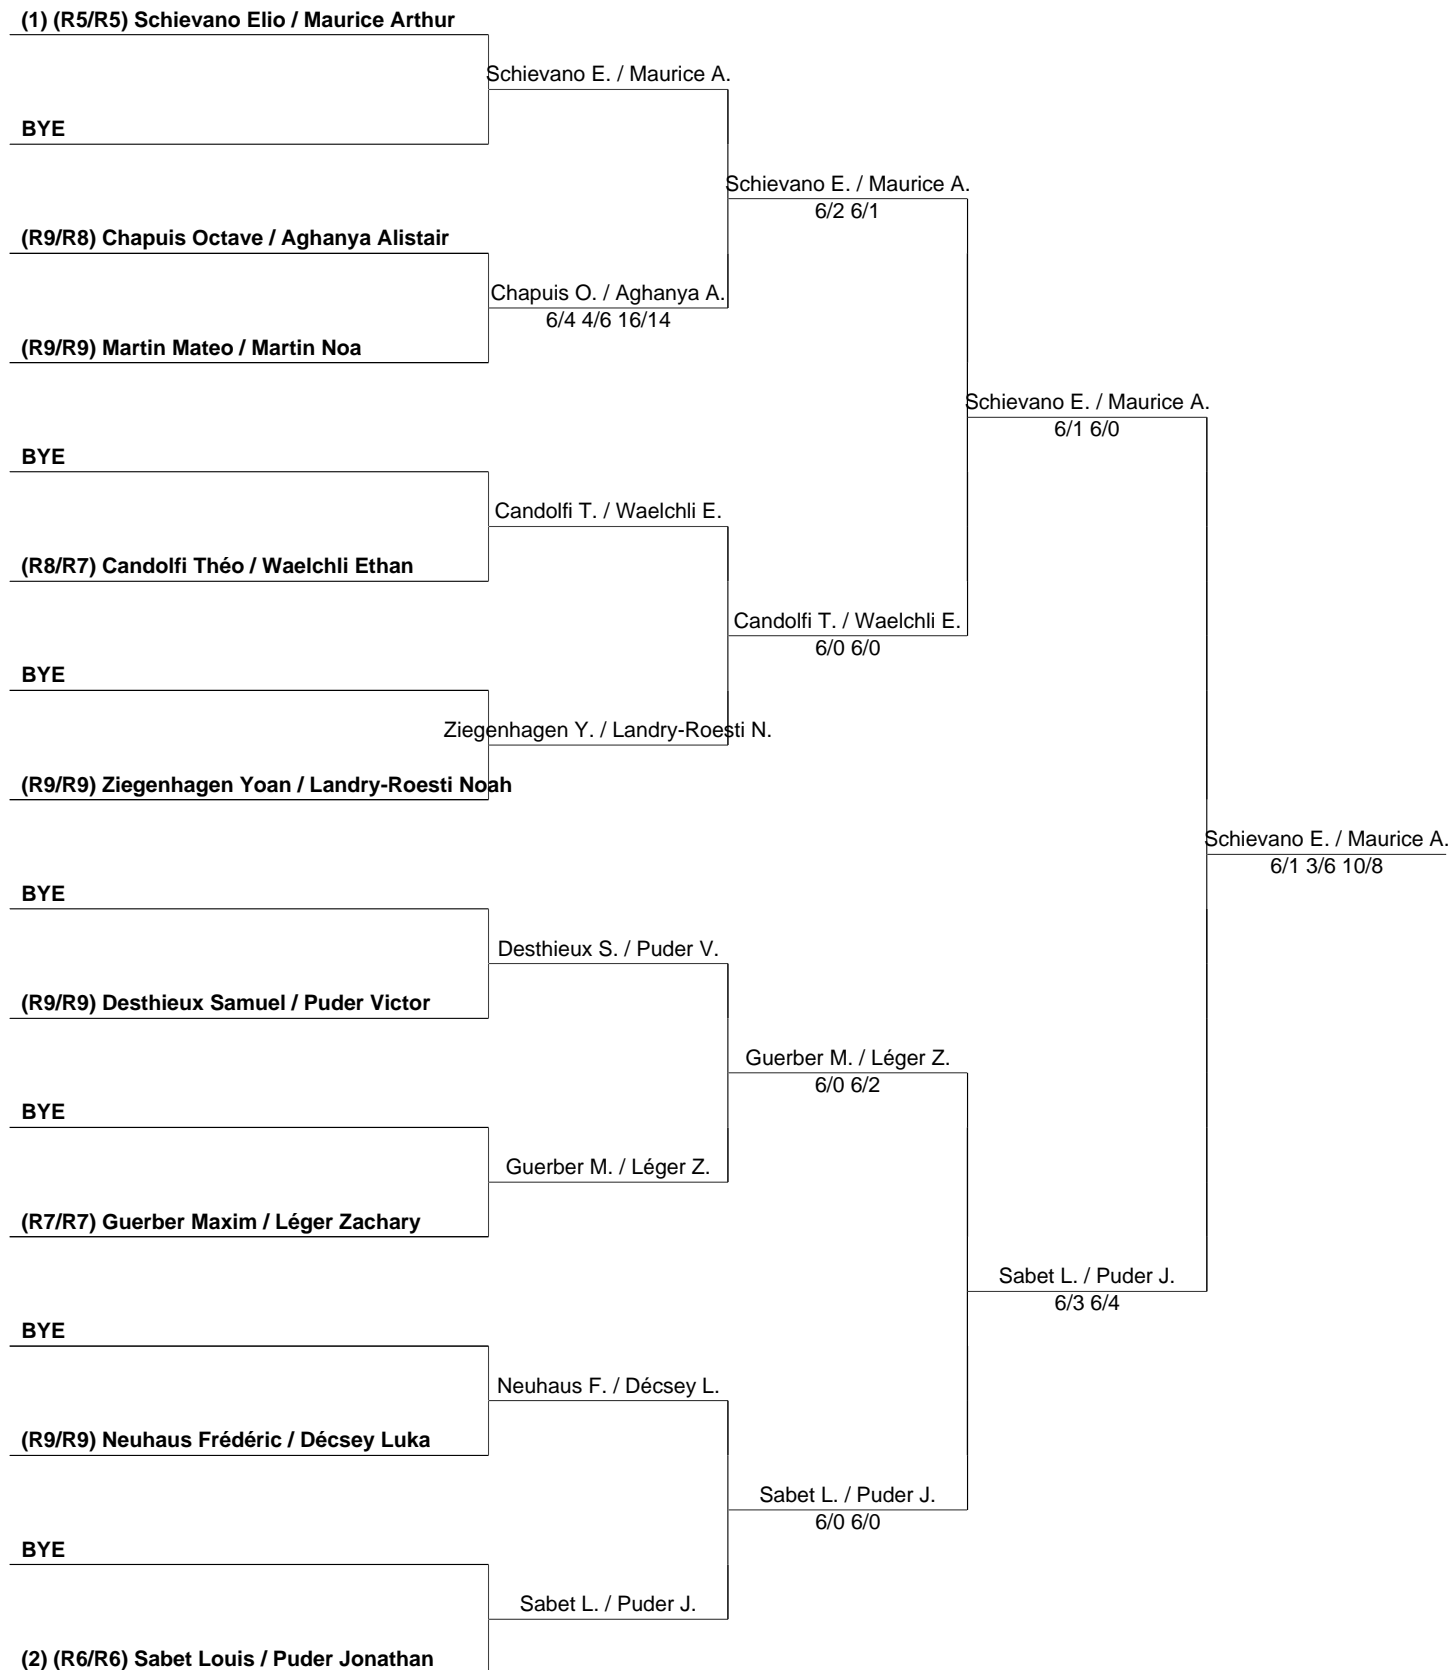 (1) (R5/R5) Schievano Elio / Maurice Arthur
Schievano E. / Maurice A.
BYE
Schievano E. / Maurice A.
6/2 6/1
(R9/R8) Chapuis Octave / Aghanya Alistair
Chapuis O. / Aghanya A.
6/4 4/6 16/14
(R9/R9) Martin Mateo / Martin Noa
Schievano E. / Maurice A.
6/1 6/0
BYE
Candolfi T. / Waelchli E.
(R8/R7) Candolfi Théo / Waelchli Ethan
Candolfi T. / Waelchli E.
6/0 6/0
BYE
Ziegenhagen Y. / Landry-Roesti N.
(R9/R9) Ziegenhagen Yoan / Landry-Roesti Noah
Schievano E. / Maurice A.
6/1 3/6 10/8
BYE
Desthieux S. / Puder V.
(R9/R9) Desthieux Samuel / Puder Victor
Guerber M. / Léger Z.
6/0 6/2
BYE
Guerber M. / Léger Z.
(R7/R7) Guerber Maxim / Léger Zachary
Sabet L. / Puder J.
6/3 6/4
BYE
Neuhaus F. / Décsey L.
(R9/R9) Neuhaus Frédéric / Décsey Luka
Sabet L. / Puder J.
6/0 6/0
BYE
Sabet L. / Puder J.
(2) (R6/R6) Sabet Louis / Puder Jonathan